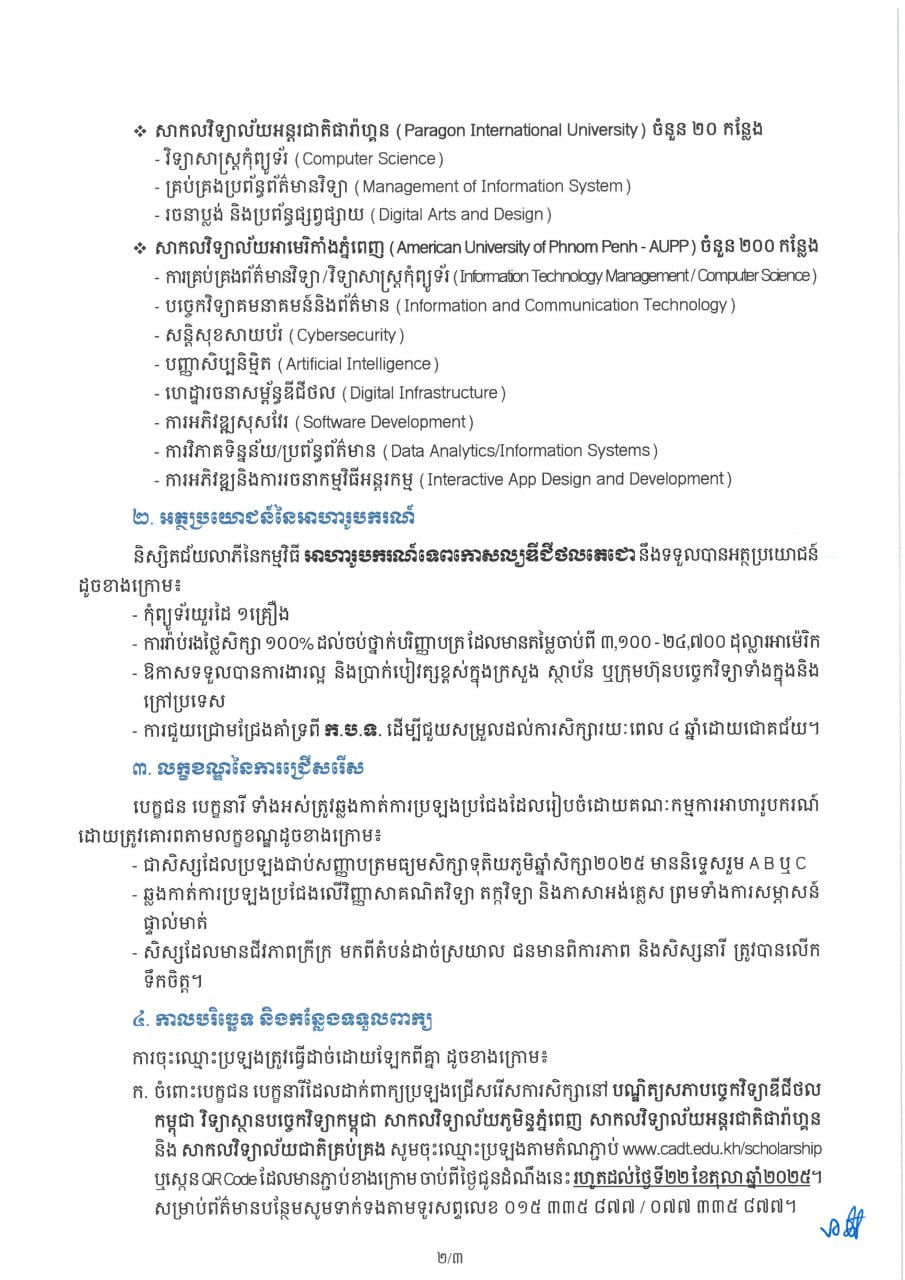 ❖ សាកលវិទ្យាល័យអន្តរជាតិផារ៉ាហ្គន (Paragon International University) ចំនួន ២០ កន្លែង
- វិទ្យាសាស្ត្រកុំព្យូទ័រ (Computer Science)
- គ្រប់គ្រងប្រព័ន្ធព័ត៌មានវិទ្យា (Management of Information System)
- រចនាប្លង់ និងប្រព័ន្ធផ្សព្វផ្សាយ (Digital Arts and Design)
❖ សាកលវិទ្យាល័យអាមេរិកាំងភ្នំពេញ (American University of Phnom Penh - AUPP) ចំនួន ២០០ កន្លែង
- ការគ្រប់គ្រងព័ត៌មានវិទ្យា/វិទ្យាសាស្ត្រកុំព្យូទ័រ (Information Technology Management/Computer Science)
- បច្ចេកវិទ្យាគមនាគមន៍និងព័ត៌មាន (Information and Communication Technology)
- សន្តិសុខសាយប័រ (Cybersecurity)
- បញ្ញាសិប្បនិម្មិត (Artificial Intelligence)
- ហេដ្ឋារចនាសម្ព័ន្ធឌីជីថល (Digital Infrastructure)
- ការអភិវឌ្ឍសុសវែរ (Software Development)
- ការវិភាគទិន្នន័យ/ប្រព័ន្ធព័ត៌មាន (Data Analytics/Information Systems)
- ការអភិវឌ្ឍនិងការរចនាកម្មវិធីអន្តរកម្ម (Interactive App Design and Development)
២. អត្ថប្រយោជន៍នៃអាហារូបករណ៍
និស្សិតជ័យលាភីនៃកម្មវិធី អាហារូបករណ៍ទេពកោសល្យឌីជីថលតេជោ នឹងទទួលបានអត្ថប្រយោជន៍
ដូចខាងក្រោម៖
- កុំព្យូទ័រយួរដៃ ១គ្រឿង
- ការរ៉ាប់រងថ្លៃសិក្សា ១០០% ដល់ចប់ថ្នាក់បរិញ្ញាបត្រ ដែលមានតម្លៃចាប់ពី ៣,១០០ - ២៤,៧០០ ដុល្លារអាម៉េរិក
- ឱកាសទទួលបានការងារល្អ និងប្រាក់បៀវត្សខ្ពស់ក្នុងក្រសួង ស្ថាប័ន ឬក្រុមហ៊ុនបច្ចេកវិទ្យាទាំងក្នុងនិង
ក្រៅប្រទេស
- ការជួយជ្រោមជ្រែងគាំទ្រពី ក.ប.ទ. ដើម្បីជួយសម្រួលដល់ការសិក្សារយៈពេល ៤ ឆ្នាំដោយជោគជ័យ។
៣. លក្ខខណ្ឌនៃការជ្រើសរើស
បេក្ខជន បេក្ខនារី ទាំងអស់ត្រូវឆ្លងកាត់ការប្រឡងប្រជែងដែលរៀបចំដោយគណៈកម្មការអាហារូបករណ៍
ដោយត្រូវគោរពតាមលក្ខខណ្ឌដូចខាងក្រោម៖
- ជាសិស្សដែលប្រឡងជាប់សញ្ញាបត្រមធ្យមសិក្សាទុតិយភូមិឆ្នាំសិក្សា២០២៥ មាននិទ្ទេសរួម A B ឬ C
- ឆ្លងកាត់ការប្រឡងប្រជែងលើវិញ្ញាសាគណិតវិទ្យា តក្កវិទ្យា និងភាសាអង់គ្លេស ព្រមទាំងការសម្ភាសន៍
ផ្ទាល់មាត់
- សិស្សដែលមានជីវភាពក្រីក្រ មកពីតំបន់ដាច់ស្រយាល ជនមានពិការភាព និងសិស្សនារី ត្រូវបានលើក
ទឹកចិត្ត។
៤. កាលបរិច្ឆេទ និងកន្លែងទទួលពាក្យ
ការចុះឈ្មោះប្រឡងត្រូវធ្វើដាច់ដោយឡែកពីគ្នា ដូចខាងក្រោម៖
ក. ចំពោះបេក្ខជន បេក្ខនារីដែលដាក់ពាក្យប្រឡងជ្រើសរើសការសិក្សានៅ បណ្ឌិត្យសភាបច្ចេកវិទ្យាឌីជីថល
កម្ពុជា វិទ្យាស្ថានបច្ចេកវិទ្យាកម្ពុជា សាកលវិទ្យាល័យភូមិន្ទភ្នំពេញ សាកលវិទ្យាល័យអន្តរជាតិផារ៉ាហ្គន
និង សាកលវិទ្យាល័យជាតិគ្រប់គ្រង សូមចុះឈ្មោះប្រឡងតាមតំណភ្ជាប់ www.cadt.edu.kh/scholarship
ឬស្កេន QR Code ដែលមានភ្ជាប់ខាងក្រោម ចាប់ពីថ្ងៃជូនដំណឹងនេះ រហូតដល់ថ្ងៃទី២២ ខែតុលា ឆ្នាំ២០២៥។
សម្រាប់ព័ត៌មានបន្ថែមសូមទាក់ទងតាមទូរសព្ទលេខ ០១៥ ៣៣៥ ៨៧៧ / ០៧៧ ៣៣៥ ៨៧៧។
២/៣